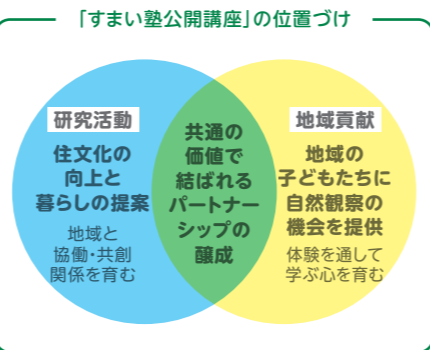 「すまい塾公開講座」の位置づけ
研究活動
住文化の
向上と
暮らしの提案
地域と
協働・共創
関係を育む
共通の
価値で
結ばれる
パートナー
シップの
醸成
地域貢献
地域の
子どもたちに
自然観察の
機会を提供
体験を通して
学ぶ心を育む